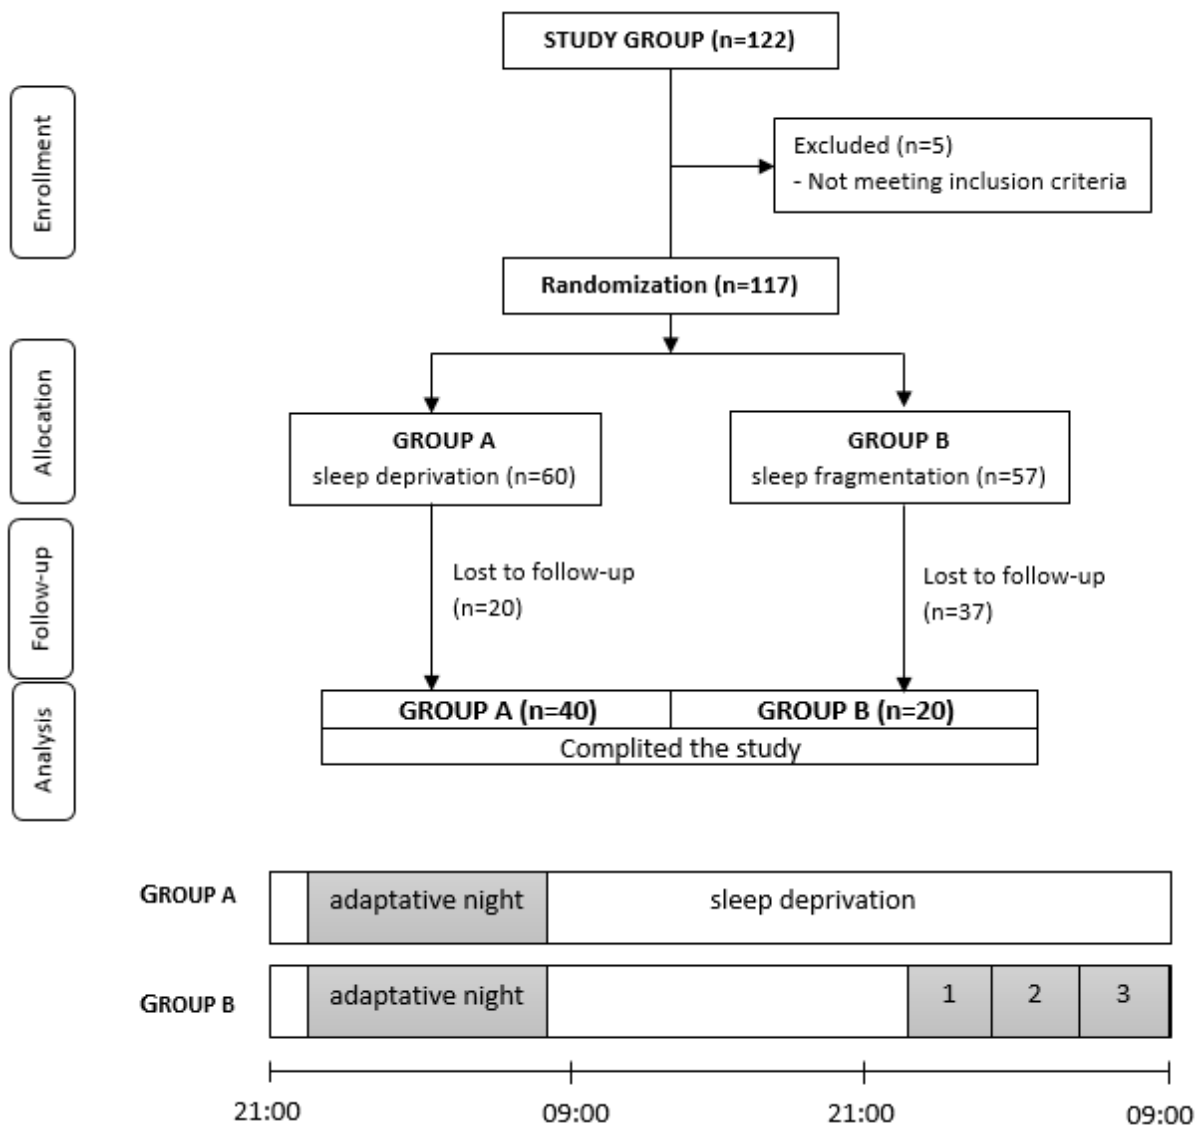 STUDY GROUP (n=122)
Enrollment
Excluded (n=5)
- Not meeting inclusion criteria
Randomization (n=117)
Allocation
GROUP A
sleep deprivation (n=60)
GROUP B
sleep fragmentation (n=57)
Follow-up
Lost to follow-up
(n=20)
Lost to follow-up
(n=37)
Analysis
GROUP A (n=40)
GROUP B (n=20)
Complited the study
GROUP A
adaptative night
sleep deprivation
GROUP B
adaptative night
1
2
3
21:00
09:00
21:00
09:00